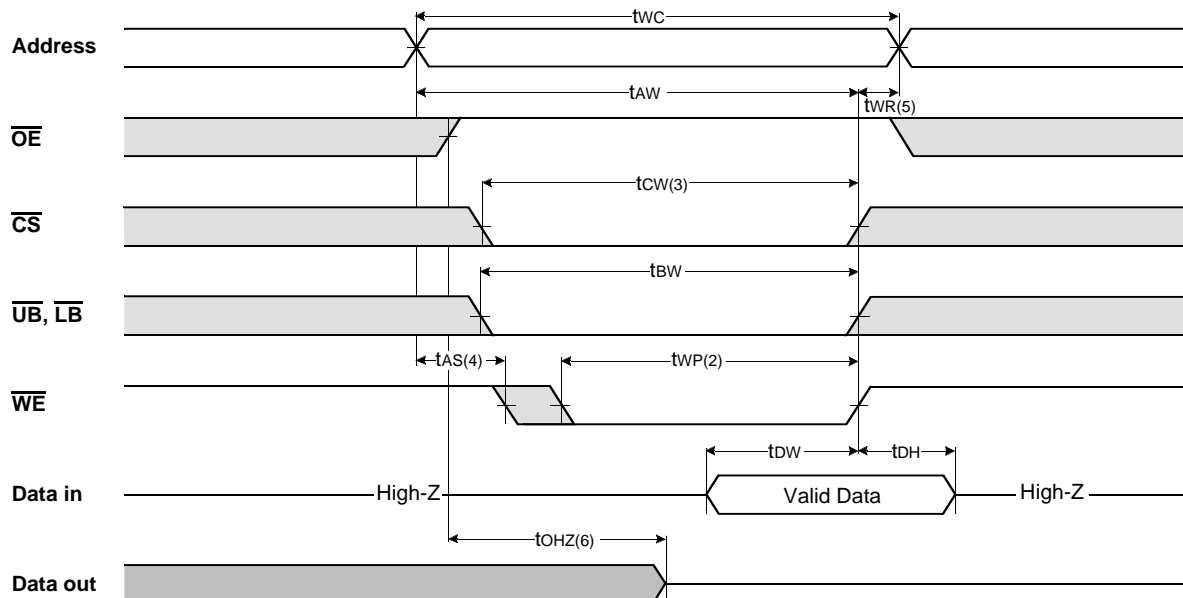 tWC
Address
tAW
tWR(5)
OE
tCW(3)
CS
tBW
UB, LB
tAS(4)
tWP(2)
WE
tDW
tDH
Data in
High-Z
Valid Data
High-Z
tOHZ(6)
Data out